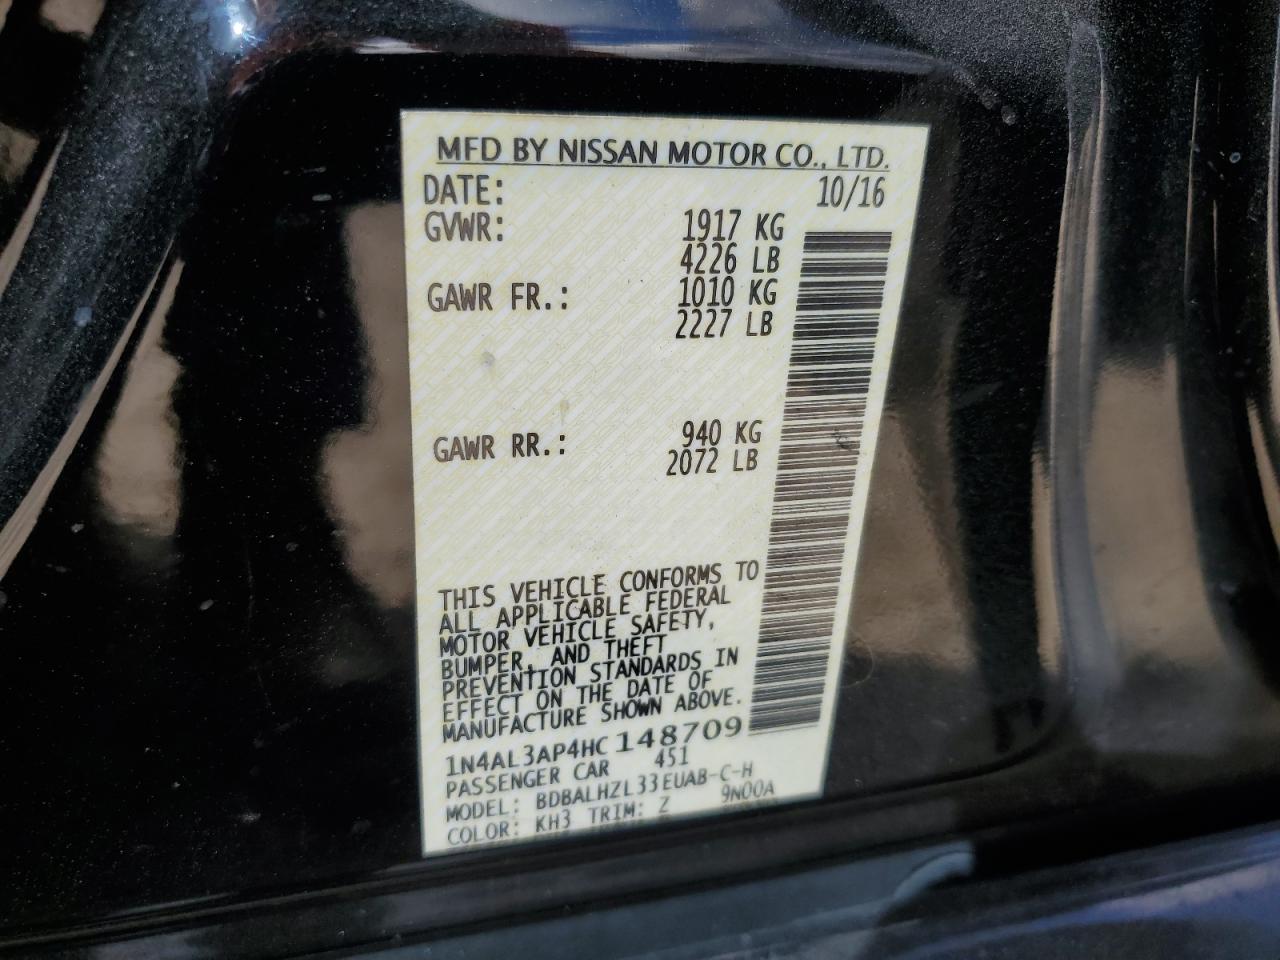 MFD BY NISSAN MOTOR CO., LTD.
DATE: 10/16
GVWR: 1917 KG
4226 LB
GAWR FR.: 1010 KG
2227 LB
GAWR RR.: 940 KG
2072 LB
THIS VEHICLE CONFORMS TO
ALL APPLICABLE FEDERAL
MOTOR VEHICLE SAFETY,
BUMPER, AND THEFT
PREVENTION STANDARDS IN
EFFECT ON THE DATE OF
MANUFACTURE SHOWN ABOVE.
1N4AL3AP4HC148709
PASSENGER CAR 451
MODEL: BDBALHZL33EUAB-C-H
COLOR: KH3 TRIM: Z 9N00A